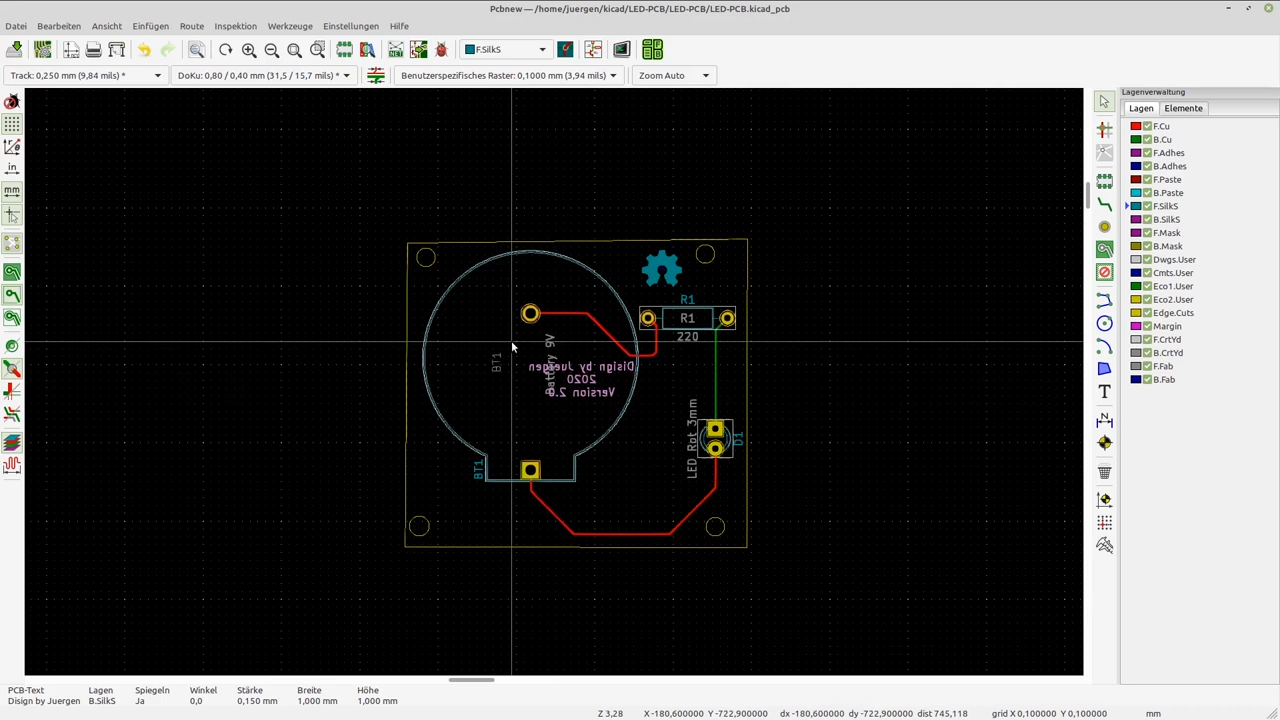 Pcbnew — /home/juergen/kicad/LED-PCB/LED-PCB/LED-PCB.kicad_pcb
Datei Bearbeiten Ansicht Einfügen Route Inspektion Werkzeuge Einstellungen Hilfe
F.SilkS
Track: 0,250 mm (9,84 mils) * DoKu: 0,80 / 0,40 mm (31,5 / 15,7 mils) * Benutzerspezifisches Raster: 0,1000 mm (3,94 mils) Zoom Auto
Lagenverwaltung
Lagen Elemente
F.Cu
B.Cu
F.Adhes
B.Adhes
F.Paste
B.Paste
F.SilkS
B.SilkS
F.Mask
B.Mask
Dwgs.User
Cmts.User
Eco1.User
Eco2.User
Edge.Cuts
Margin
F.CrtYd
B.CrtYd
F.Fab
B.Fab
in
mm
NET
R1
R1
220
BT1
Battery 9V
Disign by Juergen
2020
Version 2.0
LED_Rot_3mm
D1
BT1
PCB-Text Lagen Spiegeln Winkel Stärke Breite Höhe
Disign by Juergen B.SilkS Ja 0,0 0,150 mm 1,000 mm 1,000 mm
Z 3,28 X -180,600000 Y -722,900000 dx -180,600000 dy -722,900000 dist 745,118 grid X 0,100000 Y 0,100000 mm